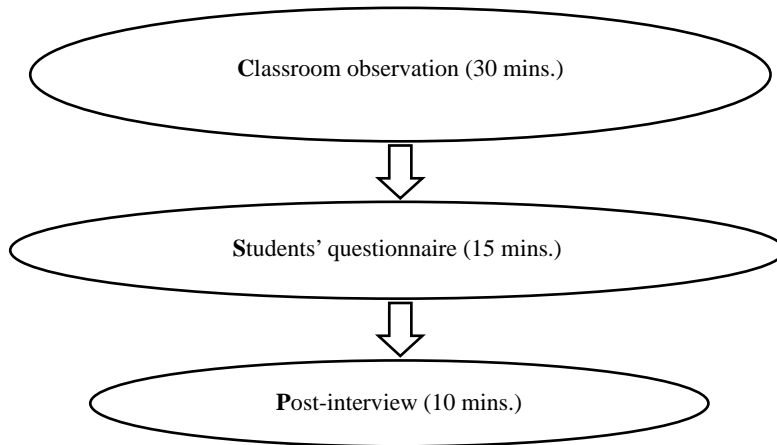 Classroom observation (30 mins.)
Students’ questionnaire (15 mins.)
Post-interview (10 mins.)